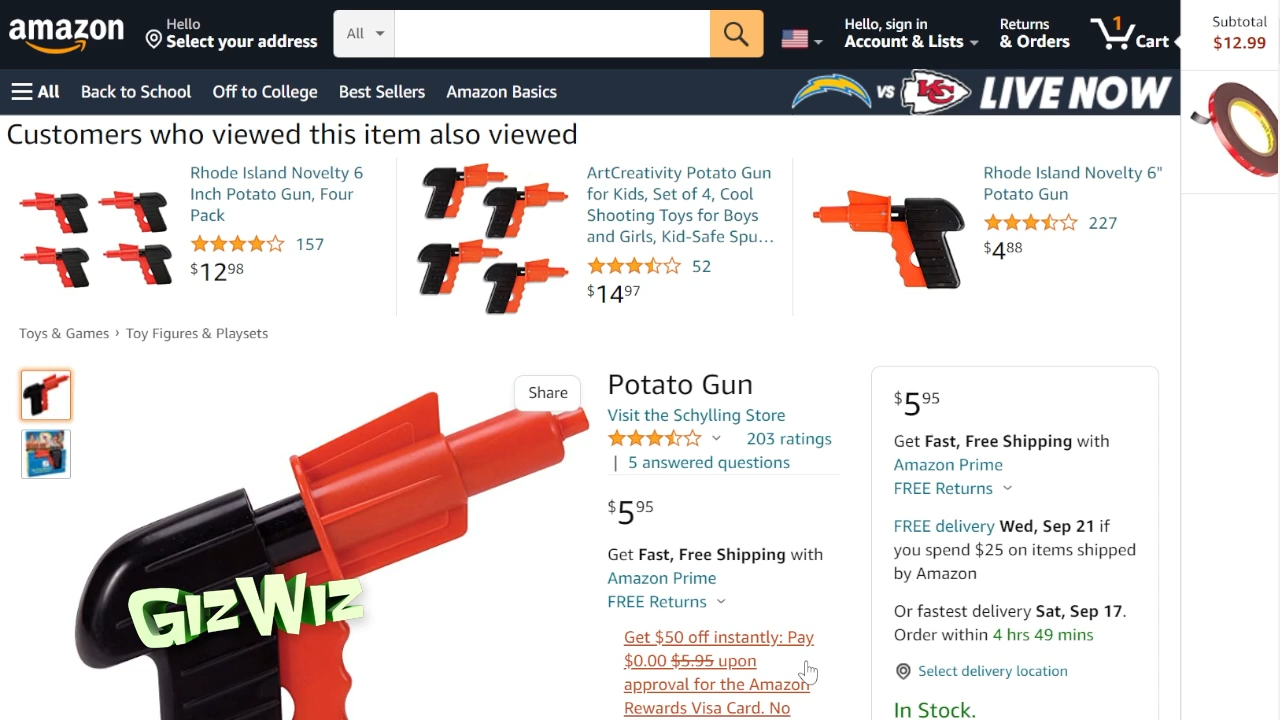 amazon
Hello
Select your address
All
Hello, sign in
Account & Lists
Returns
& Orders
1
Cart
Subtotal
$12.99
All
Back to School
Off to College
Best Sellers
Amazon Basics
VS
KC
LIVE NOW
Customers who viewed this item also viewed
Rhode Island Novelty 6
Inch Potato Gun, Four
Pack
157
$12 98
ArtCreativity Potato Gun
for Kids, Set of 4, Cool
Shooting Toys for Boys
and Girls, Kid-Safe Spu...
52
$14 97
Rhode Island Novelty 6"
Potato Gun
227
$4 88
Toys & Games › Toy Figures & Playsets
Share
GizWiz
Potato Gun
Visit the Schylling Store
203 ratings
| 5 answered questions
$5 95
Get Fast, Free Shipping with
Amazon Prime
FREE Returns
Get $50 off instantly: Pay
$0.00 $5.95 upon
approval for the Amazon
Rewards Visa Card. No
$5 95
Get Fast, Free Shipping with
Amazon Prime
FREE Returns
FREE delivery Wed, Sep 21 if
you spend $25 on items shipped
by Amazon
Or fastest delivery Sat, Sep 17.
Order within 4 hrs 49 mins
Select delivery location
In Stock.